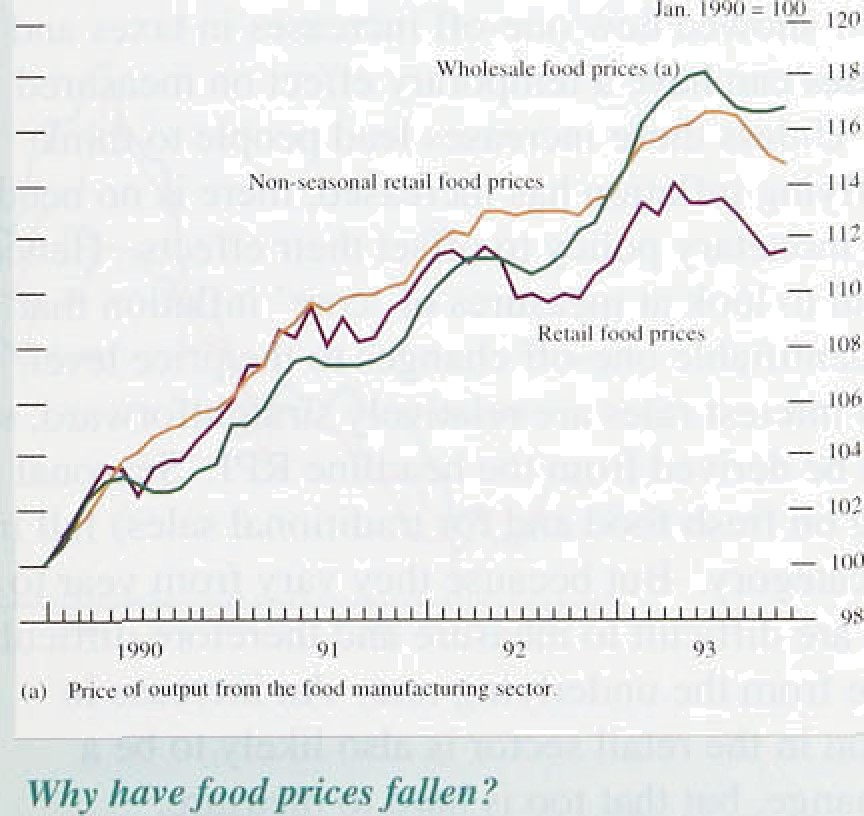 Jan. 1990 = 100
120
Wholesale food prices (a)
118
116
Non-seasonal retail food prices
114
112
110
Retail food prices
108
106
104
102
100
98
1990 91 92 93
(a) Price of output from the food manufacturing sector.
Why have food prices fallen?